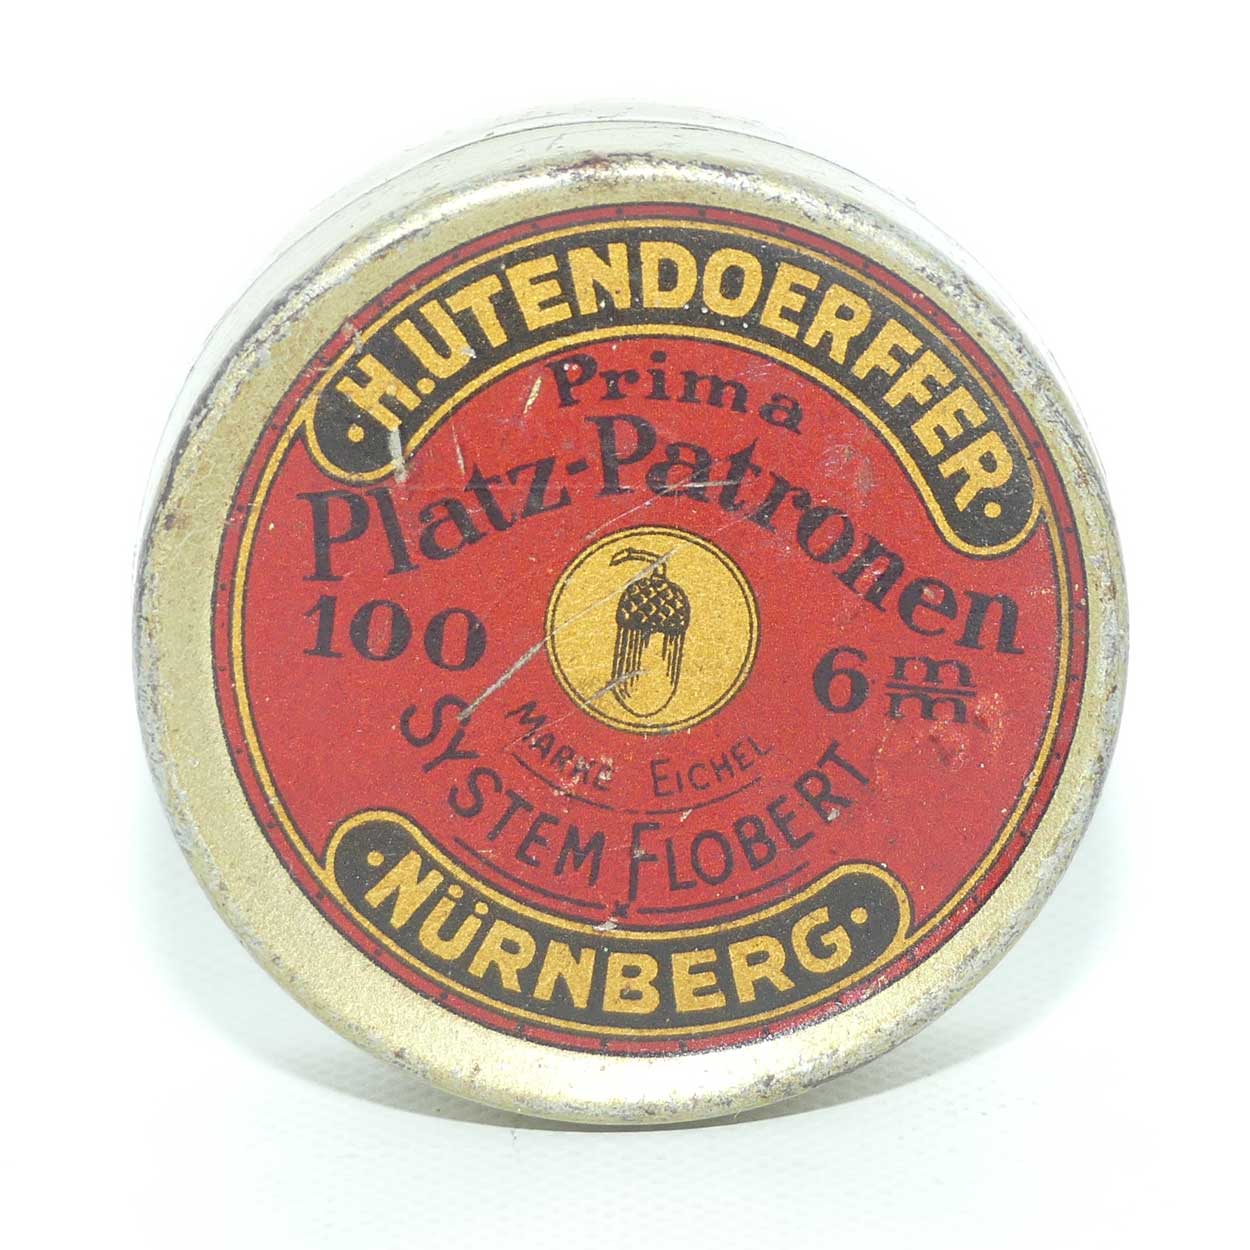 H. UTENDOERFFER
Prima
Platz-Patronen
100
6 m/m
MARKE EICHEL
SYSTEM FLOBERT
NÜRNBERG